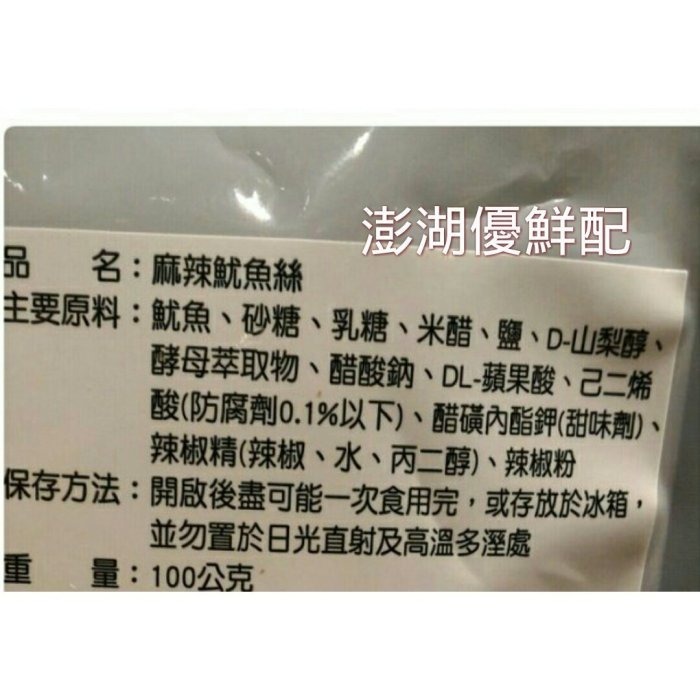 澎湖優鮮配
品 名：麻辣魷魚絲
主要原料：魷魚、砂糖、乳糖、米醋、鹽、D-山梨醇、
酵母萃取物、醋酸鈉、DL-蘋果酸、己二烯
酸(防腐劑0.1%以下)、醋磺內酯鉀(甜味劑)、
辣椒精(辣椒、水、丙二醇)、辣椒粉
保存方法：開啟後盡可能一次食用完，或存放於冰箱，
並勿置於日光直射及高溫多溼處
重 量：100公克